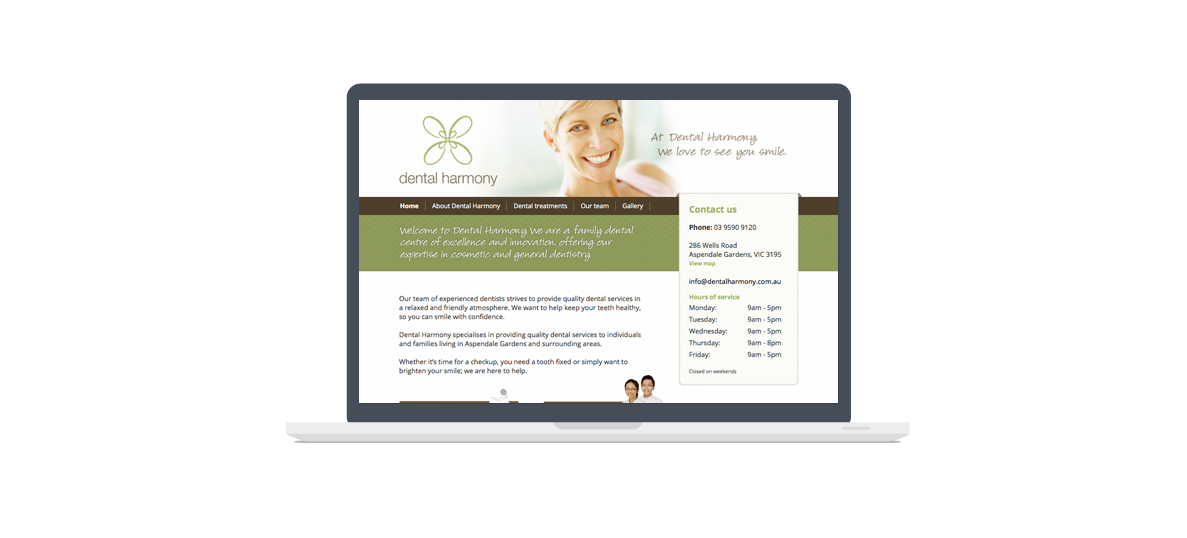 At Dental Harmony,
We love to see you smile.
dental harmony
Home
About Dental Harmony
Dental treatments
Our team
Gallery
Welcome to Dental Harmony. We are a family dental
centre of excellence and innovation, offering our
expertise in cosmetic and general dentistry.
Our team of experienced dentists strives to provide quality dental services in
a relaxed and friendly atmosphere. We want to help keep your teeth healthy,
so you can smile with confidence.
Dental Harmony specialises in providing quality dental services to individuals
and families living in Aspendale Gardens and surrounding areas.
Whether it's time for a checkup, you need a tooth fixed or simply want to
brighten your smile; we are here to help.
Contact us
Phone: 03 9590 9120
286 Wells Road
Aspendale Gardens, VIC 3195
View map
info@dentalharmony.com.au
Hours of service
Monday: 9am - 5pm
Tuesday: 9am - 5pm
Wednesday: 9am - 5pm
Thursday: 9am - 8pm
Friday: 9am - 5pm
Closed on weekends